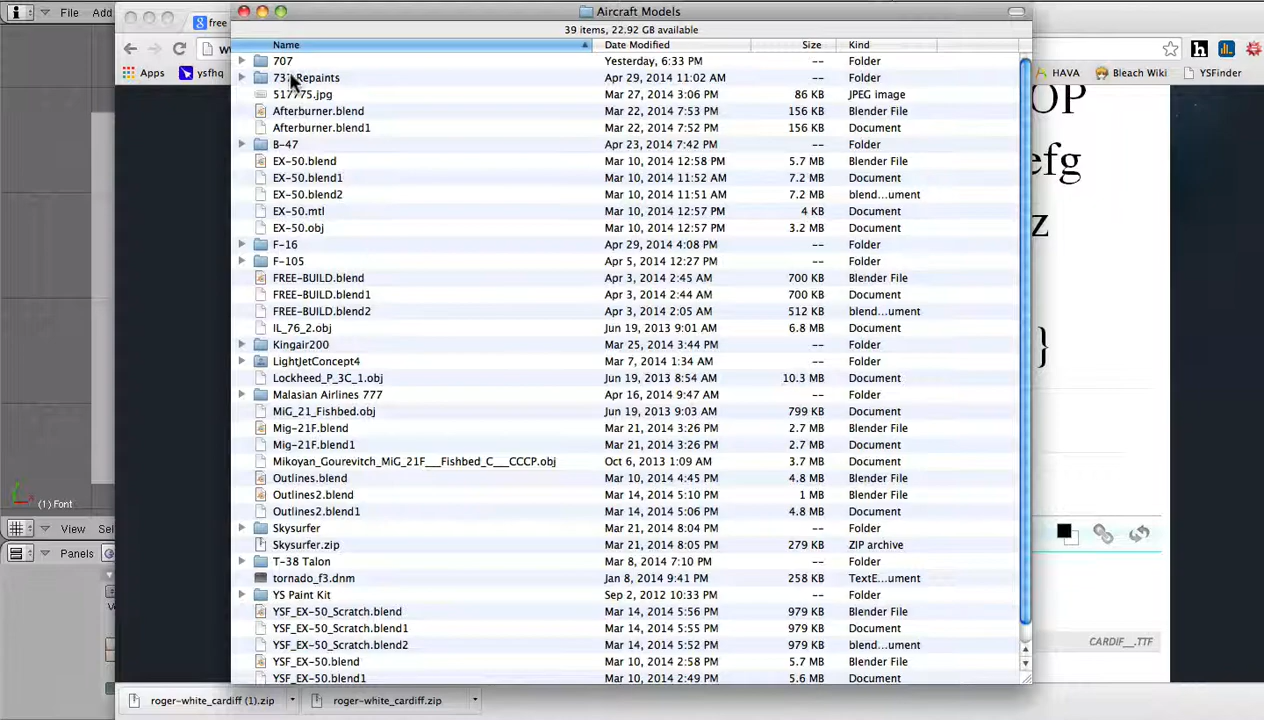 File Add
free
w
Apps ysfhq
HAVA Bleach Wiki YSFinder
Aircraft Models
39 items, 22.92 GB available
Name Date Modified Size Kind
707 Yesterday, 6:33 PM -- Folder
Repaints Apr 29, 2014 11:02 AM -- Folder
517775.jpg Mar 27, 2014 3:06 PM 86 KB JPEG image
Afterburner.blend Mar 22, 2014 7:53 PM 156 KB Blender File
Afterburner.blend1 Mar 22, 2014 7:52 PM 156 KB Document
B-47 Apr 23, 2014 7:42 PM -- Folder
EX-50.blend Mar 10, 2014 12:58 PM 5.7 MB Blender File
EX-50.blend1 Mar 10, 2014 11:52 AM 7.2 MB Document
EX-50.blend2 Mar 10, 2014 11:51 AM 7.2 MB blend...ument
EX-50.mtl Mar 10, 2014 12:57 PM 4 KB Document
EX-50.obj Mar 10, 2014 12:57 PM 3.2 MB Document
F-16 Apr 29, 2014 4:08 PM -- Folder
F-105 Apr 5, 2014 12:27 PM -- Folder
FREE-BUILD.blend Apr 3, 2014 2:45 AM 700 KB Blender File
FREE-BUILD.blend1 Apr 3, 2014 2:44 AM 700 KB Document
FREE-BUILD.blend2 Apr 3, 2014 2:05 AM 512 KB blend...ument
IL_76_2.obj Jun 19, 2013 9:01 AM 6.8 MB Document
Kingair200 Mar 25, 2014 3:44 PM -- Folder
LightJetConcept4 Mar 7, 2014 1:34 AM -- Folder
Lockheed_P_3C_1.obj Jun 19, 2013 8:54 AM 10.3 MB Document
Malasian Airlines 777 Apr 16, 2014 9:47 AM -- Folder
MiG_21_Fishbed.obj Jun 19, 2013 9:03 AM 799 KB Document
Mig-21F.blend Mar 21, 2014 3:26 PM 2.7 MB Blender File
Mig-21F.blend1 Mar 21, 2014 3:26 PM 2.7 MB Document
Mikoyan_Gourevitch_MiG_21F___Fishbed_C___CCCP.obj Oct 6, 2013 1:09 AM 3.7 MB Document
Outlines.blend Mar 10, 2014 4:45 PM 4.8 MB Blender File
Outlines2.blend Mar 14, 2014 5:10 PM 1 MB Blender File
Outlines2.blend1 Mar 14, 2014 5:06 PM 4.8 MB Document
Skysurfer Mar 21, 2014 8:04 PM -- Folder
Skysurfer.zip Mar 21, 2014 8:05 PM 279 KB ZIP archive
T-38 Talon Mar 8, 2014 7:10 PM -- Folder
tornado_f3.dnm Jan 8, 2014 9:41 PM 258 KB TextE...ument
YS Paint Kit Sep 2, 2012 10:33 PM -- Folder
YSF_EX-50_Scratch.blend Mar 14, 2014 5:56 PM 979 KB Blender File
YSF_EX-50_Scratch.blend1 Mar 14, 2014 5:55 PM 979 KB Document
YSF_EX-50_Scratch.blend2 Mar 14, 2014 5:52 PM 979 KB blend...ument
YSF_EX-50.blend Mar 10, 2014 2:58 PM 5.7 MB Blender File
YSF_EX-50.blend1 Mar 10, 2014 2:49 PM 5.6 MB Document
OP
efg
z
}
CARDIF__.TTF
(1) Font
View Sel
Panels
roger-white_cardiff (1).zip
roger-white_cardiff.zip